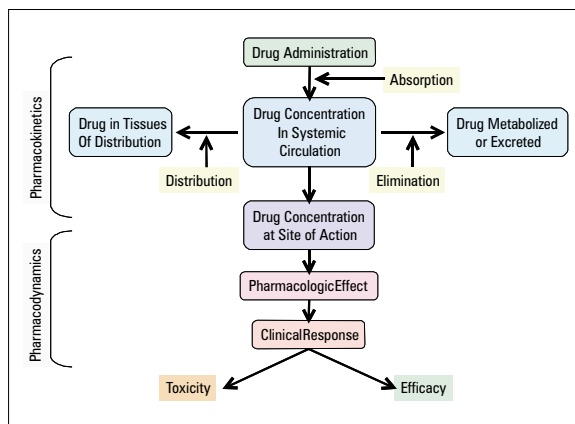 Drug Administration
Absorption
Drug Concentration
In Systemic
Circulation
Drug in Tissues
Of Distribution
Drug Metabolized
or Excreted
Distribution
Elimination
Pharmacokinetics
Drug Concentration
at Site of Action
Pharmacodynamics
PharmacologicEffect
ClinicalResponse
Toxicity
Efficacy